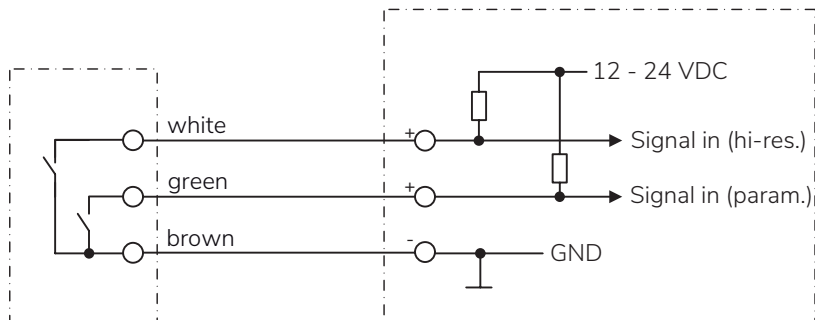 12 - 24 VDC
white
+
Signal in (hi-res.)
green
+
Signal in (param.)
brown
-
GND